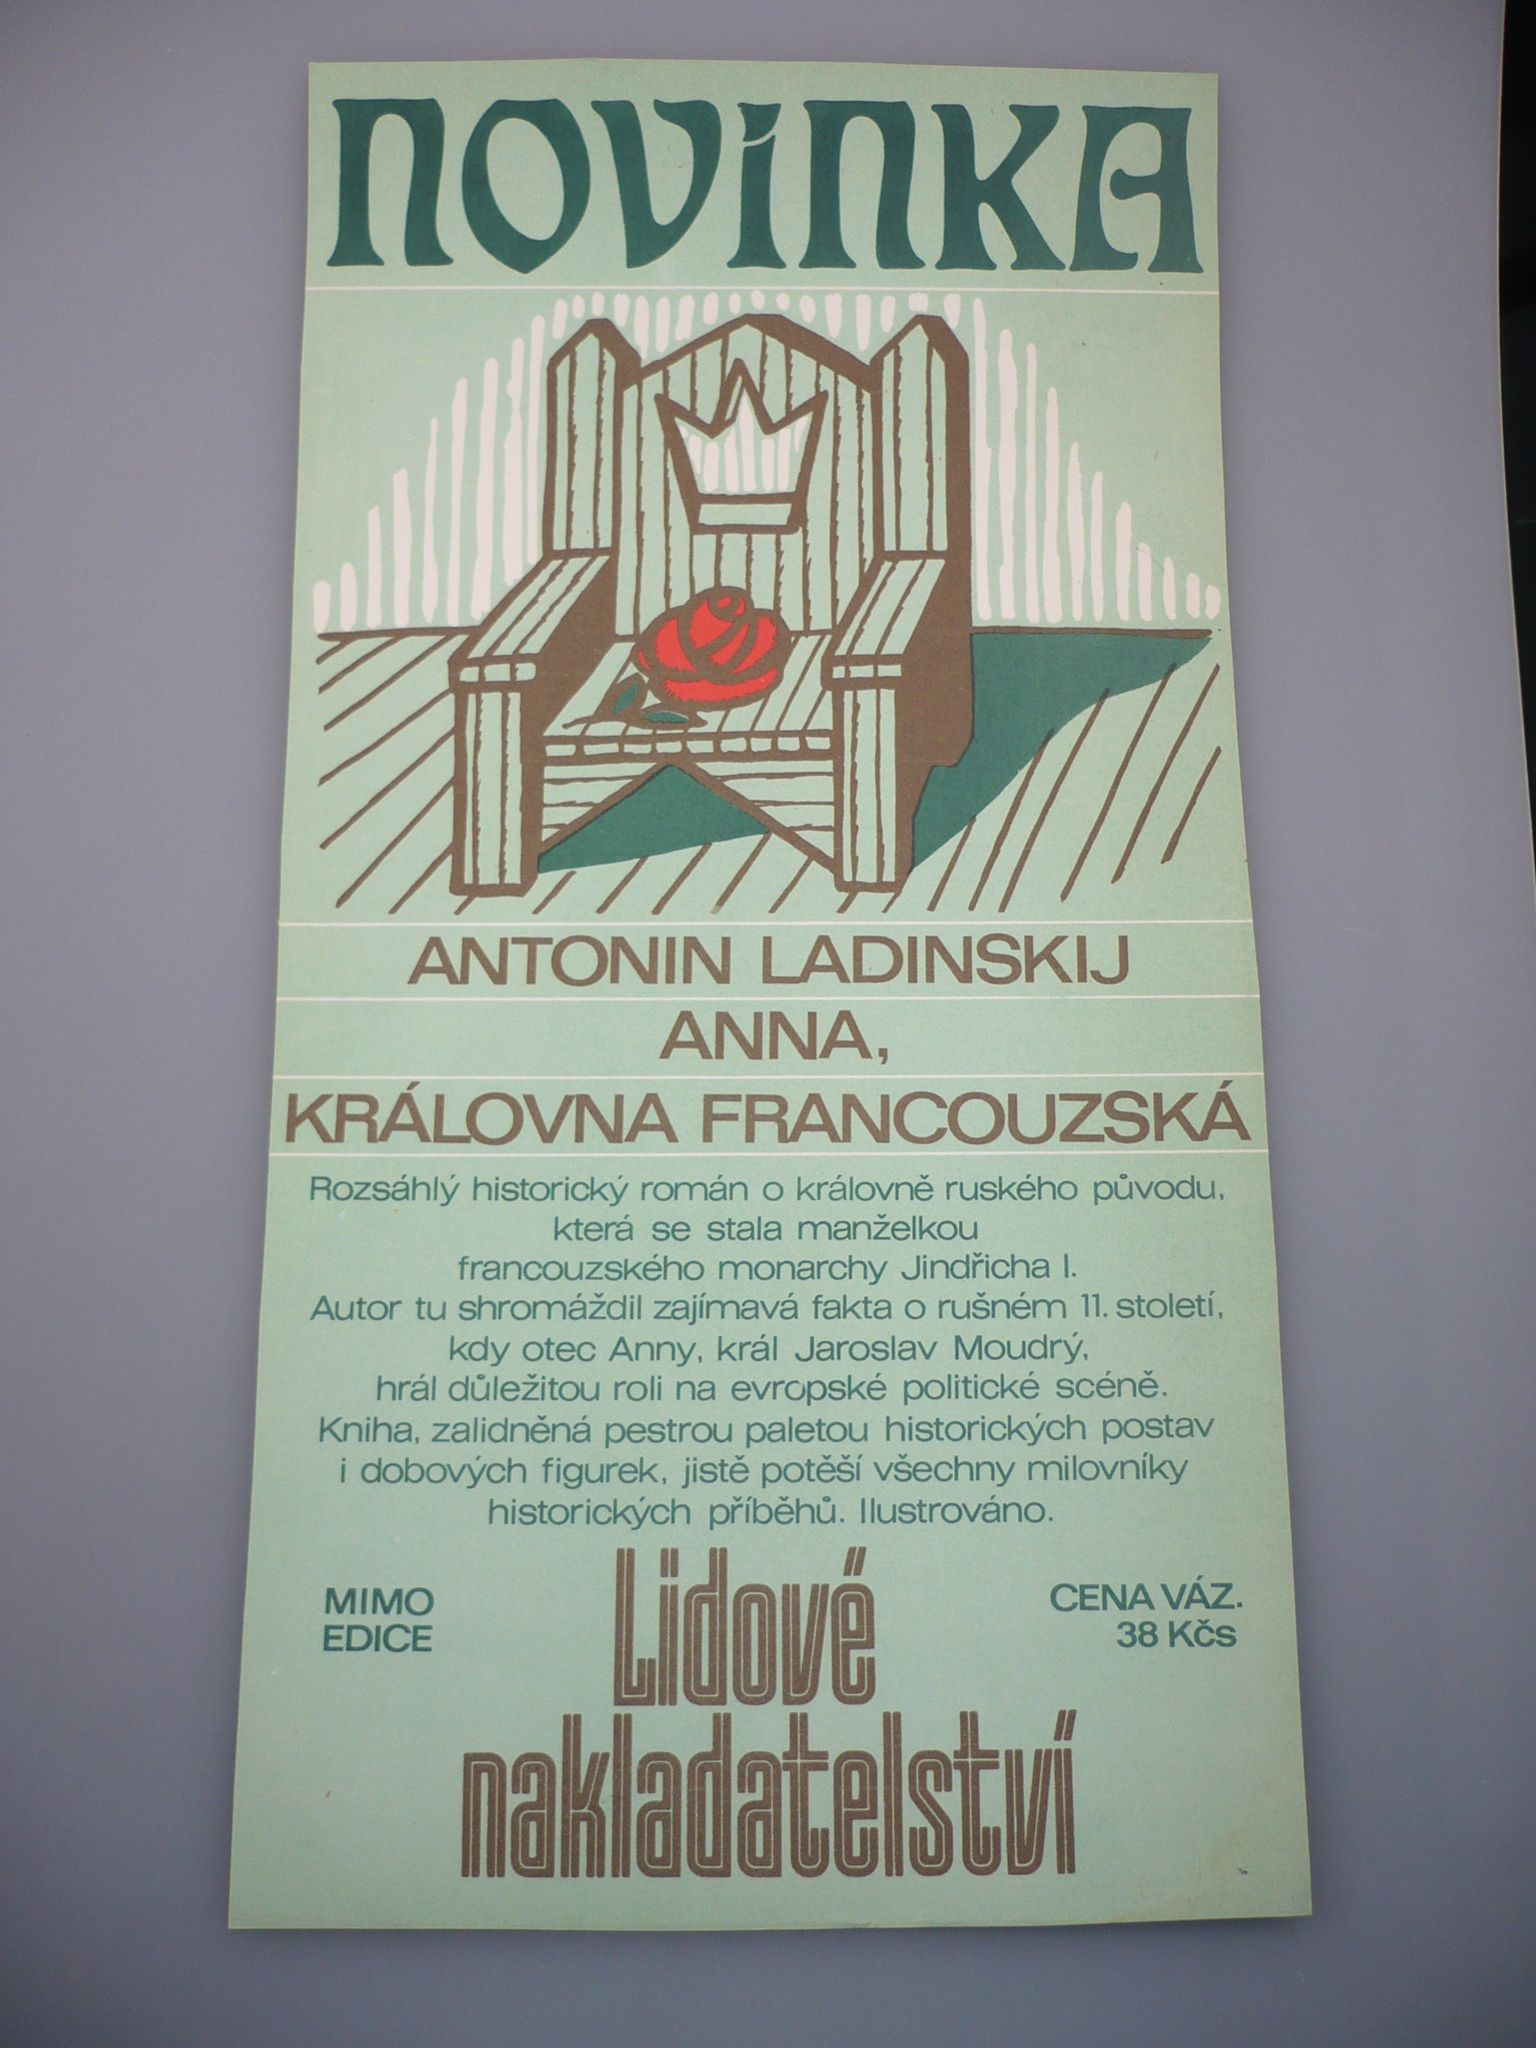 NOVINKA
ANTONIN LADINSKIJ
ANNA,
KRÁLOVNA FRANCOUZSKÁ
Rozsáhlý historický román o královně ruského původu,
která se stala manželkou
francouzského monarchy Jindřicha I.
Autor tu shromáždil zajímavá fakta o rušném 11. století,
kdy otec Anny, král Jaroslav Moudrý,
hrál důležitou roli na evropské politické scéně.
Kniha, zalidněná pestrou paletou historických postav
i dobových figurek, jistě potěší všechny milovníky
historických příběhů. Ilustrováno.
MIMO
EDICE
Lidové
nakladatelství
CENA VÁZ.
38 Kčs